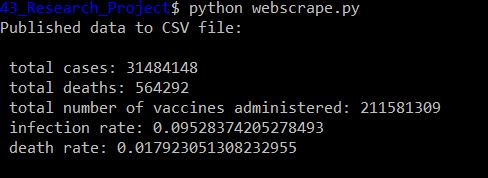 43_Research_Project$ python webscrape.py
Published data to CSV file:
total cases: 31484148
total deaths: 564292
total number of vaccines administered: 211581309
infection rate: 0.09528374205278493
death rate: 0.017923051308232955